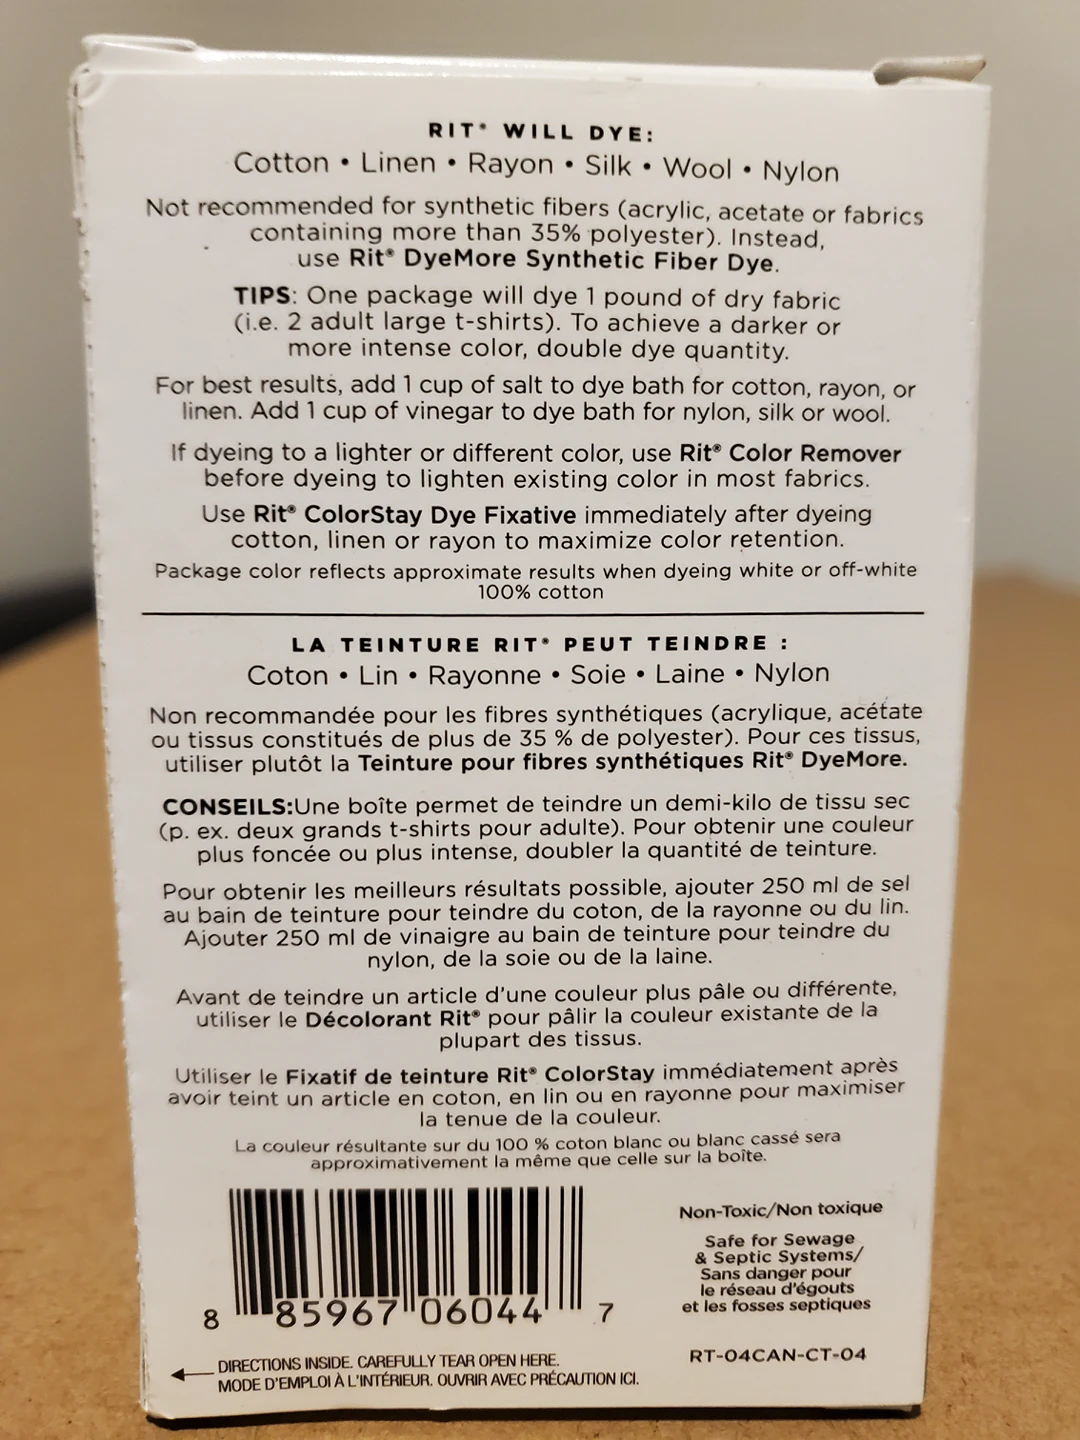 RIT® WILL DYE:
Cotton • Linen • Rayon • Silk • Wool • Nylon
Not recommended for synthetic fibers (acrylic, acetate or fabrics
containing more than 35% polyester). Instead,
use Rit® DyeMore Synthetic Fiber Dye.
TIPS: One package will dye 1 pound of dry fabric
(i.e. 2 adult large t-shirts). To achieve a darker or
more intense color, double dye quantity.
For best results, add 1 cup of salt to dye bath for cotton, rayon, or
linen. Add 1 cup of vinegar to dye bath for nylon, silk or wool.
If dyeing to a lighter or different color, use Rit® Color Remover
before dyeing to lighten existing color in most fabrics.
Use Rit® ColorStay Dye Fixative immediately after dyeing
cotton, linen or rayon to maximize color retention.
Package color reflects approximate results when dyeing white or off-white
100% cotton
LA TEINTURE RIT® PEUT TEINDRE :
Coton • Lin • Rayonne • Soie • Laine • Nylon
Non recommandée pour les fibres synthétiques (acrylique, acétate
ou tissus constitués de plus de 35 % de polyester). Pour ces tissus,
utiliser plutôt la Teinture pour fibres synthétiques Rit® DyeMore.
CONSEILS:Une boîte permet de teindre un demi-kilo de tissu sec
(p. ex. deux grands t-shirts pour adulte). Pour obtenir une couleur
plus foncée ou plus intense, doubler la quantité de teinture.
Pour obtenir les meilleurs résultats possible, ajouter 250 ml de sel
au bain de teinture pour teindre du coton, de la rayonne ou du lin.
Ajouter 250 ml de vinaigre au bain de teinture pour teindre du
nylon, de la soie ou de la laine.
Avant de teindre un article d'une couleur plus pâle ou différente,
utiliser le Décolorant Rit® pour pâlir la couleur existante de la
plupart des tissus.
Utiliser le Fixatif de teinture Rit® ColorStay immédiatement après
avoir teint un article en coton, en lin ou en rayonne pour maximiser
la tenue de la couleur.
La couleur résultante sur du 100 % coton blanc ou blanc cassé sera
approximativement la même que celle sur la boîte.
8 85967 06044 7
Non-Toxic/Non toxique
Safe for Sewage
& Septic Systems/
Sans danger pour
le réseau d'égouts
et les fosses septiques
RT-04CAN-CT-04
DIRECTIONS INSIDE. CAREFULLY TEAR OPEN HERE.
MODE D'EMPLOI À L'INTÉRIEUR. OUVRIR AVEC PRÉCAUTION ICI.